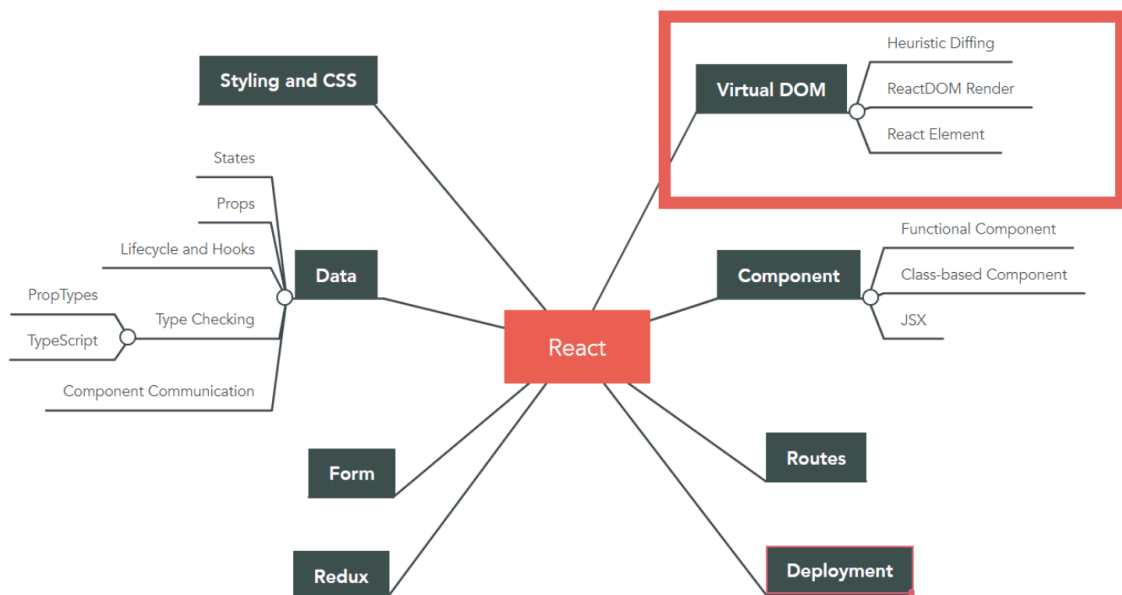 Styling and CSS
States
Props
Lifecycle and Hooks
Data
PropTypes
Type Checking
TypeScript
Component Communication
Form
Redux
React
Virtual DOM
Heuristic Diffing
ReactDOM Render
React Element
Component
Functional Component
Class-based Component
JSX
Routes
Deployment